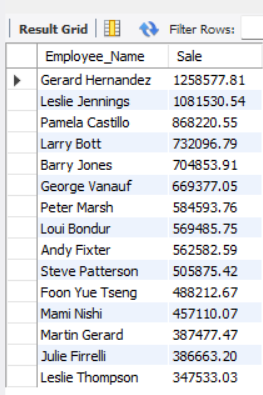 Result Grid Filter Rows:
Employee_Name Sale
Gerard Hernandez 1258577.81
Leslie Jennings 1081530.54
Pamela Castillo 868220.55
Larry Bott 732096.79
Barry Jones 704853.91
George Vanauf 669377.05
Peter Marsh 584593.76
Loui Bondur 569485.75
Andy Fixter 562582.59
Steve Patterson 505875.42
Foon Yue Tseng 488212.67
Mami Nishi 457110.07
Martin Gerard 387477.47
Julie Firrelli 386663.20
Leslie Thompson 347533.03